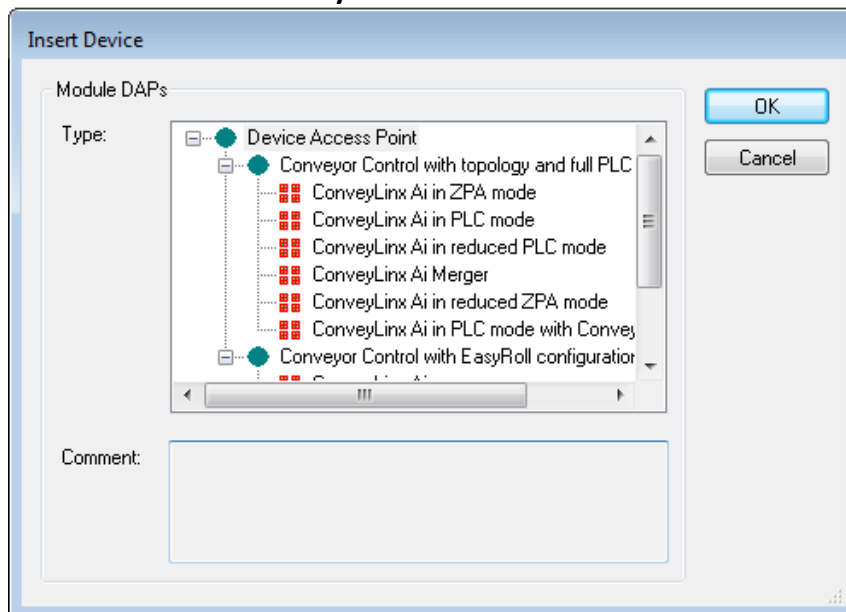 Insert Device
Module DAPs
OK
Type:
Device Access Point
Cancel
Conveyor Control with topology and full PLC
ConveyLinx Ai in ZPA mode
ConveyLinx Ai in PLC mode
ConveyLinx Ai in reduced PLC mode
ConveyLinx Ai Merger
ConveyLinx Ai in reduced ZPA mode
ConveyLinx Ai in PLC mode with Convey
Conveyor Control with EasyRoll configuration
Comment: